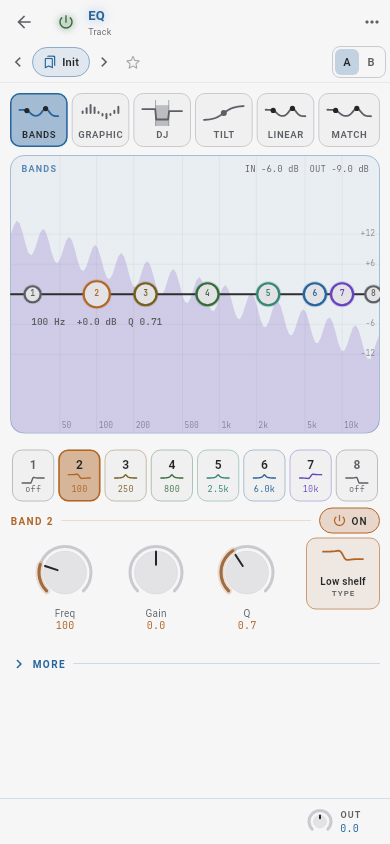 EQ
Track
Init
A B
BANDS GRAPHIC DJ TILT LINEAR MATCH
BANDS IN -6.0 dB OUT -9.0 dB
+12
+6
1 2 3 4 5 6 7 8
100 Hz +0.0 dB Q 0.71
-6
-12
50 100 200 500 1k 2k 5k 10k
1 2 3 4 5 6 7 8
off 100 250 800 2.5k 6.0k 10k off
BAND 2 ON
Low shelf
TYPE
Freq Gain Q
100 0.0 0.7
MORE
OUT
0.0